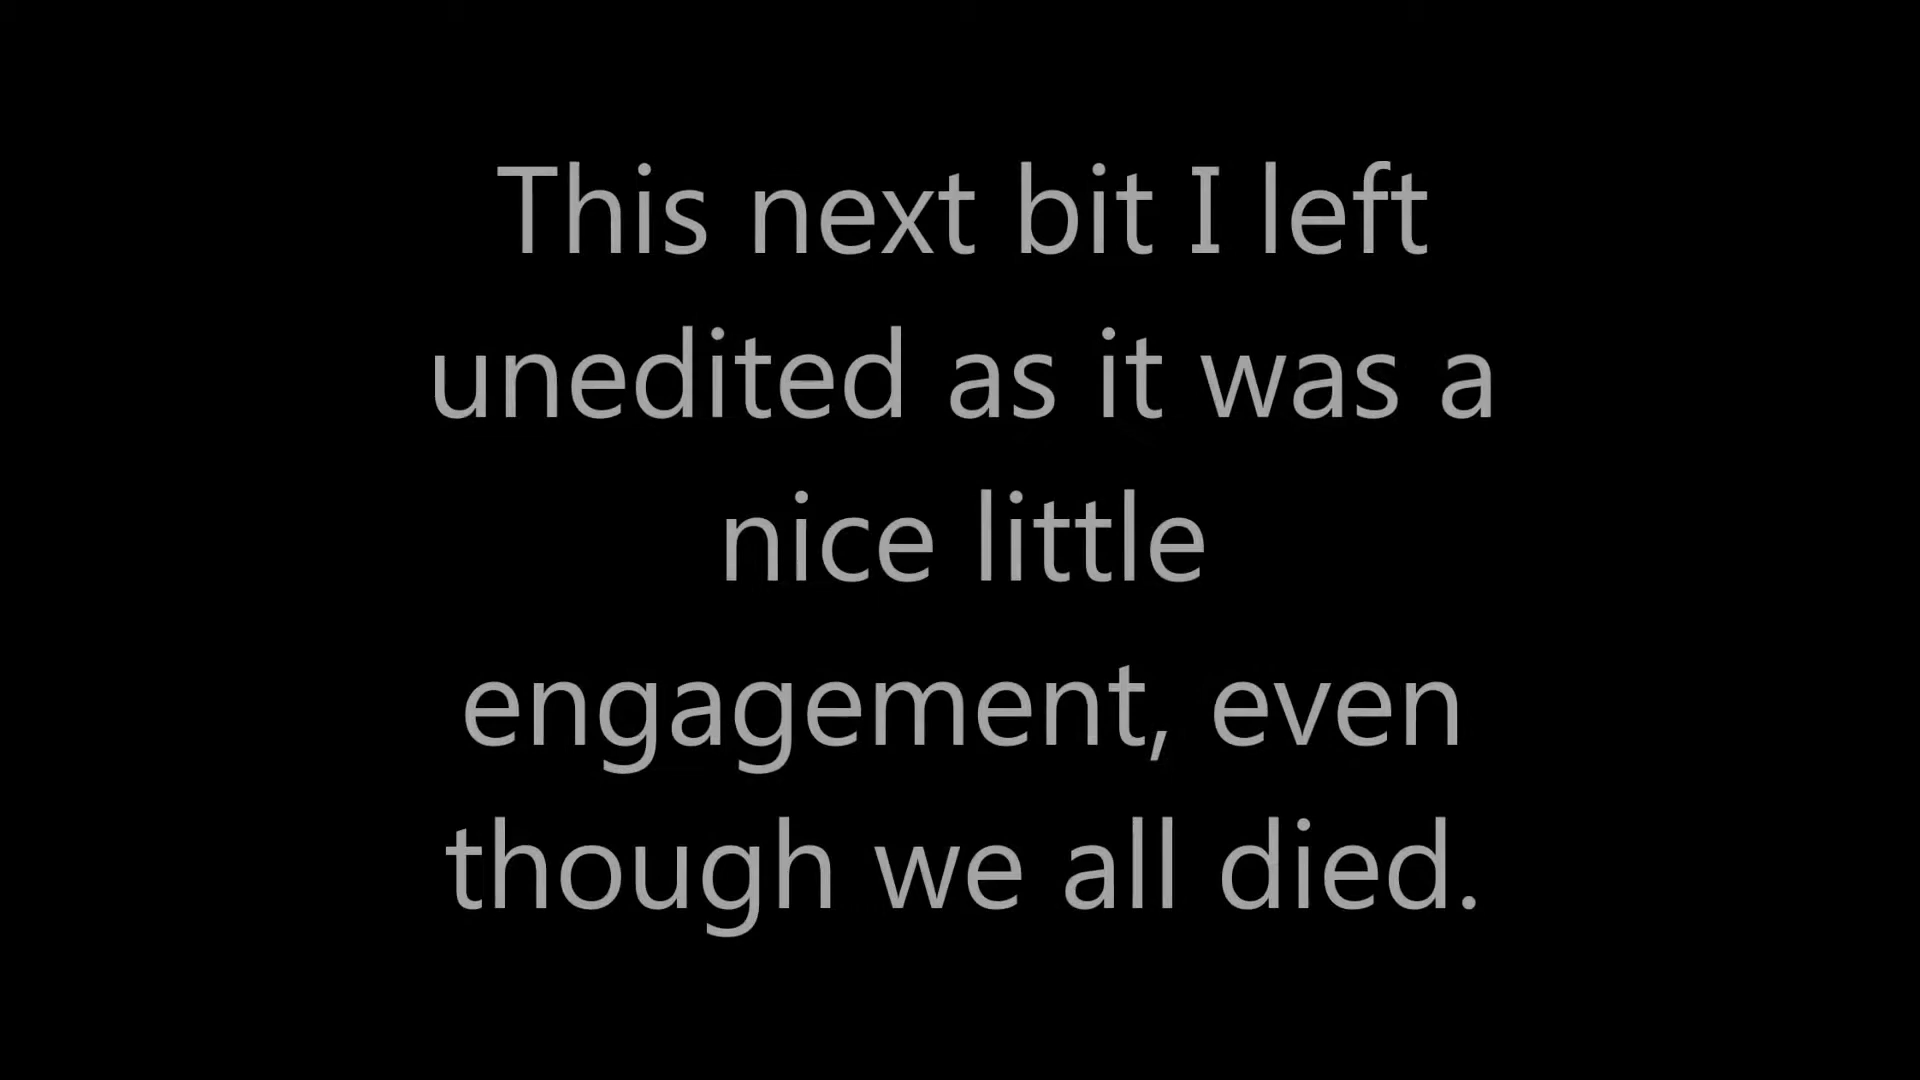 This next bit I left
unedited as it was a
nice little
engagement, even
though we all died.